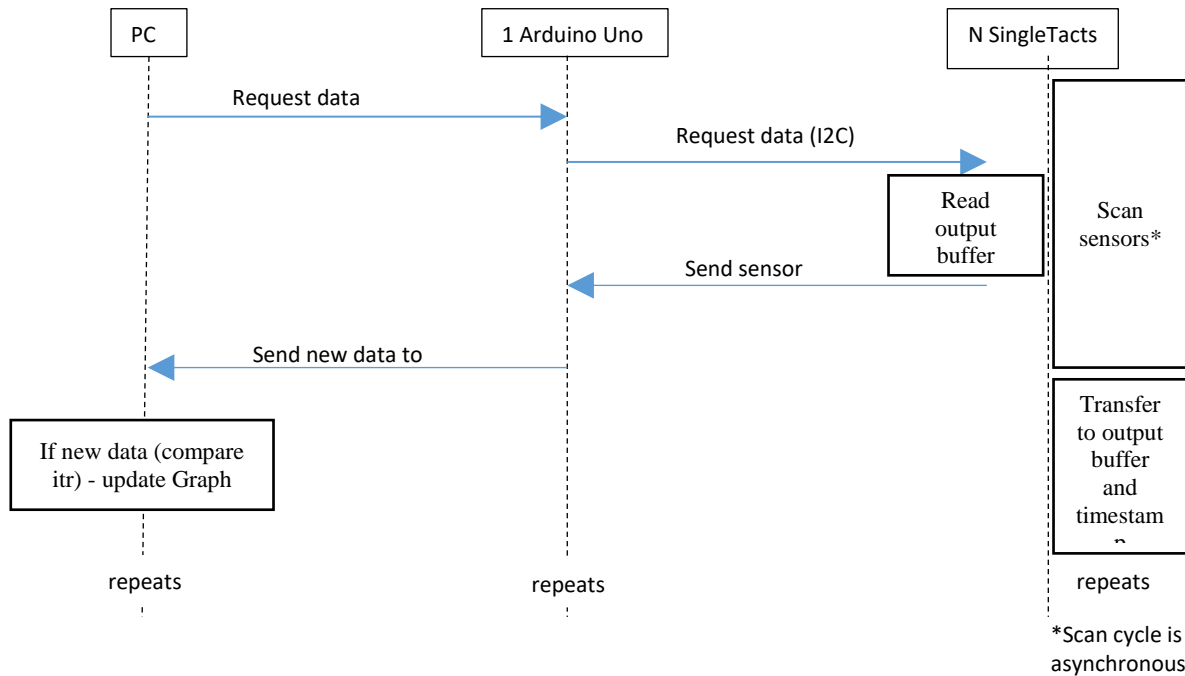 PC
1 Arduino Uno
N SingleTacts
Request data
Request data (I2C)
Read
output
buffer
Scan
sensors*
Send sensor
Send new data to
If new data (compare
itr) - update Graph
Transfer
to output
buffer
and
timestam
repeats
repeats
repeats
*Scan cycle is
asynchronous